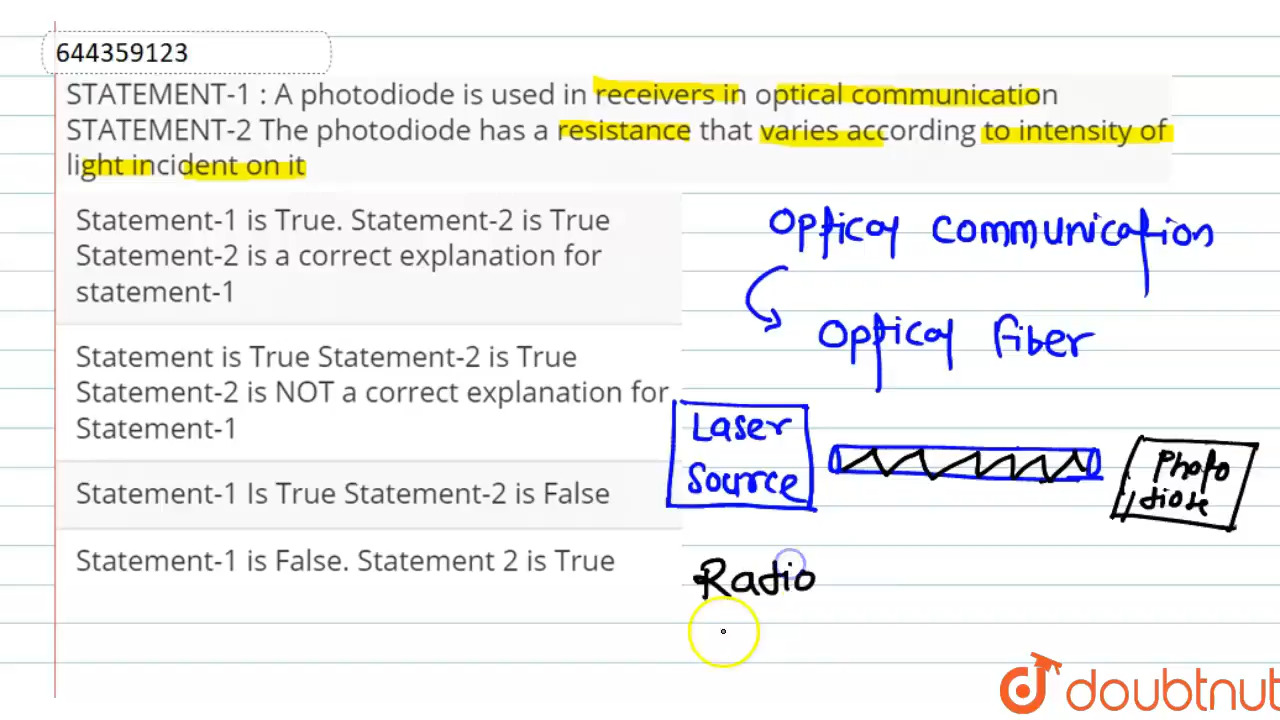 644359123
STATEMENT-1 : A photodiode is used in receivers in optical communication
STATEMENT-2 The photodiode has a resistance that varies according to intensity of
light incident on it
Statement-1 is True. Statement-2 is True
Statement-2 is a correct explanation for
statement-1
Statement is True Statement-2 is True
Statement-2 is NOT a correct explanation for
Statement-1
Statement-1 Is True Statement-2 is False
Statement-1 is False. Statement 2 is True
Optical communication
Optical fiber
Laser
Source
Photo
diode
Radio
doubtnut